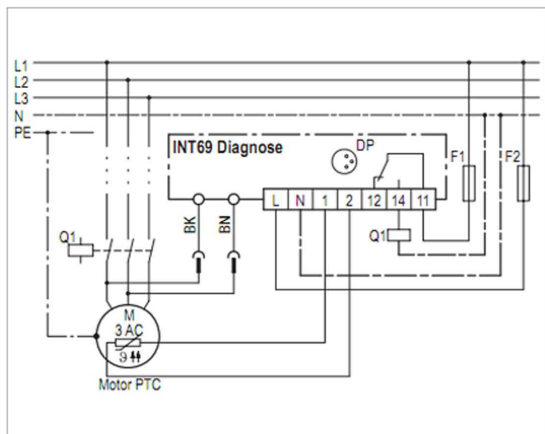 L1
L2
L3
N
PE
INT69 Diagnose
DP
F1
F2
L N 1 2 12 14 11
BK
BN
Q1
Q1
M
3 AC
ϑ
Motor PTC